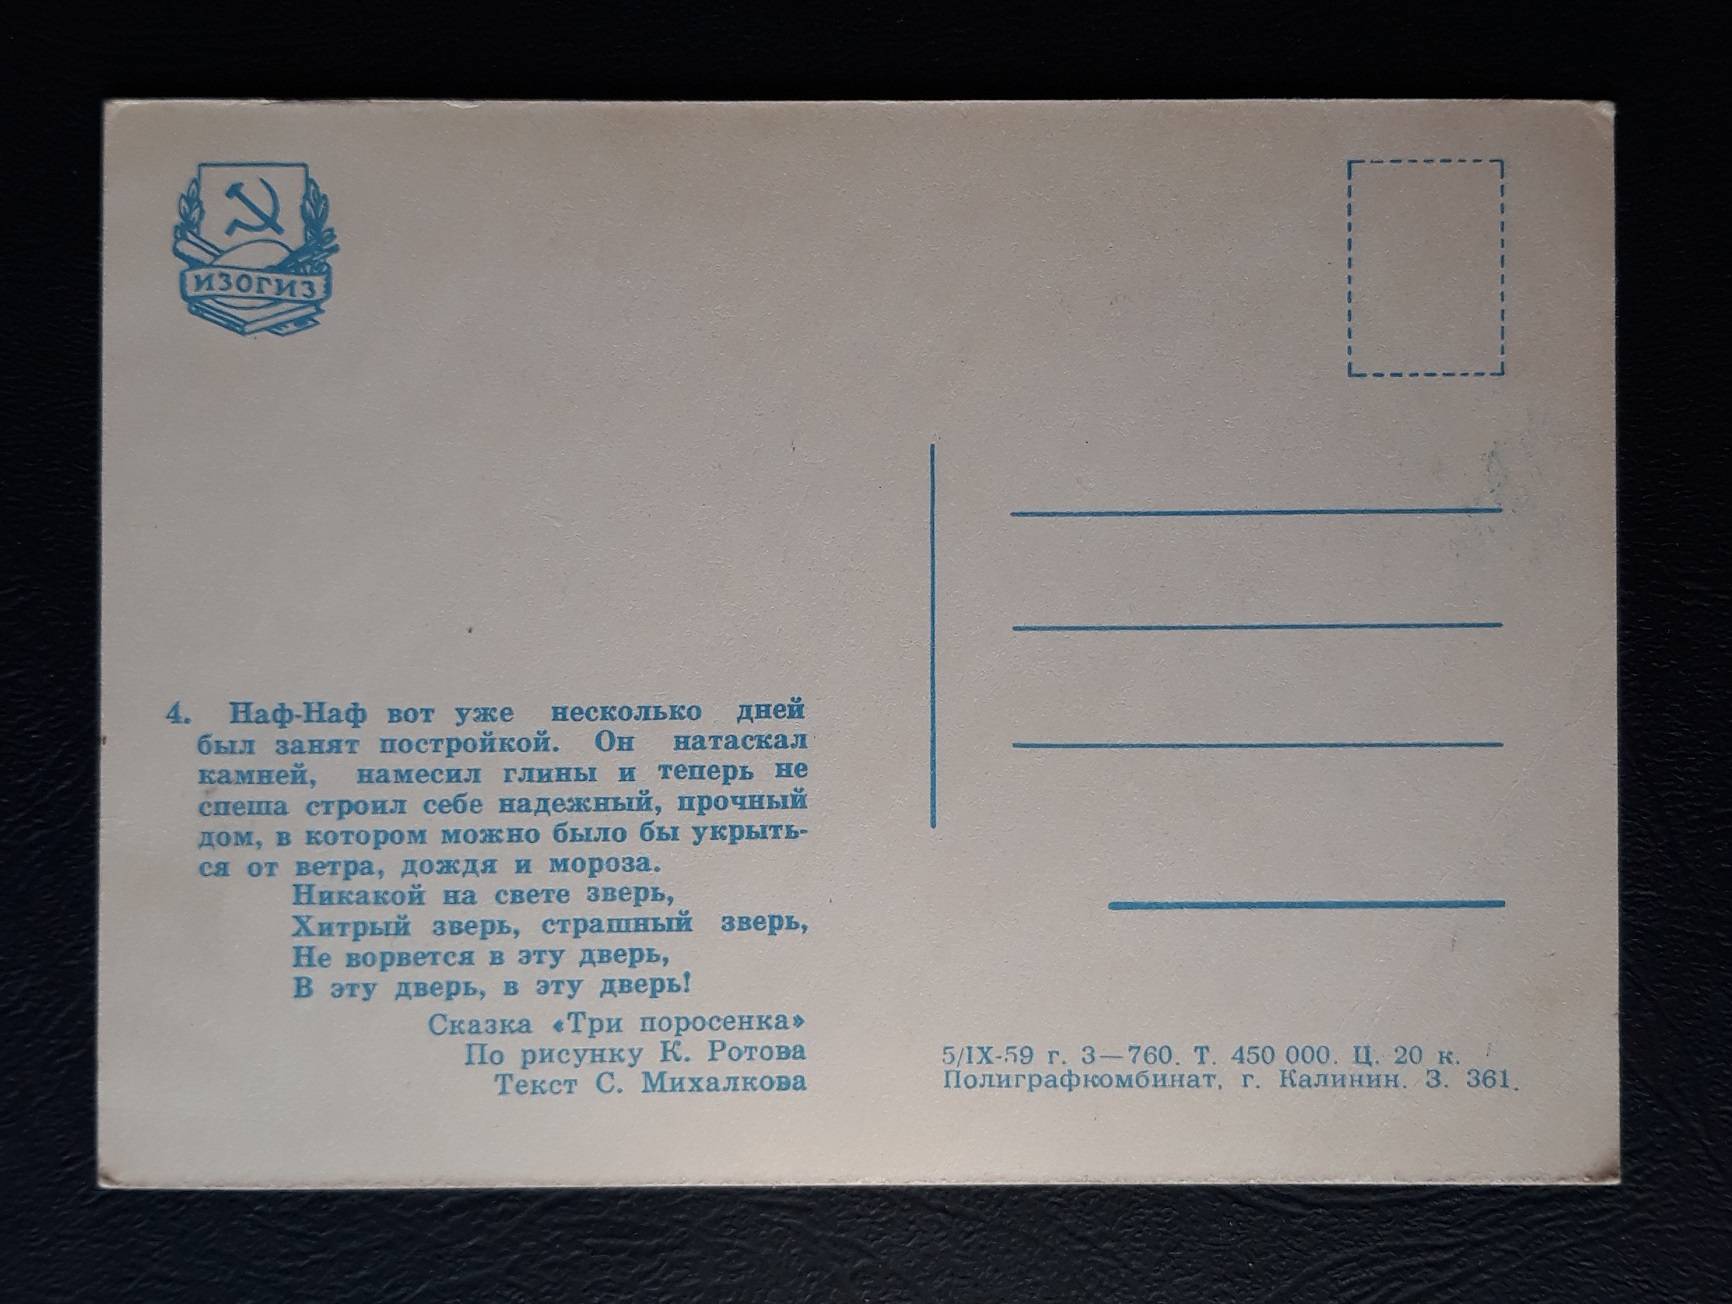 ИЗОГИЗ
4. Наф-Наф вот уже несколько дней
был занят постройкой. Он натаскал
камней, намесил глины и теперь не
спеша строил себе надежный, прочный
дом, в котором можно было бы укрыть-
ся от ветра, дождя и мороза.
Никакой на свете зверь,
Хитрый зверь, страшный зверь,
Не ворвется в эту дверь,
В эту дверь, в эту дверь!
Сказка «Три поросенка»
По рисунку К. Ротова
Текст С. Михалкова
5/IX-59 г. З—760. Т. 450 000. Ц. 20 к.
Полиграфкомбинат, г. Калинин. З. 361.